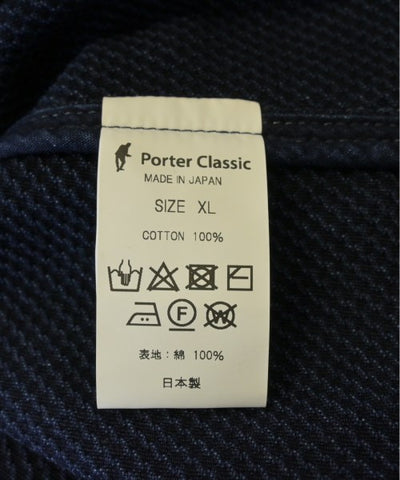 Porter Classic
MADE IN JAPAN
SIZE XL
COTTON 100%
F
W
表地：綿 100%
日本製